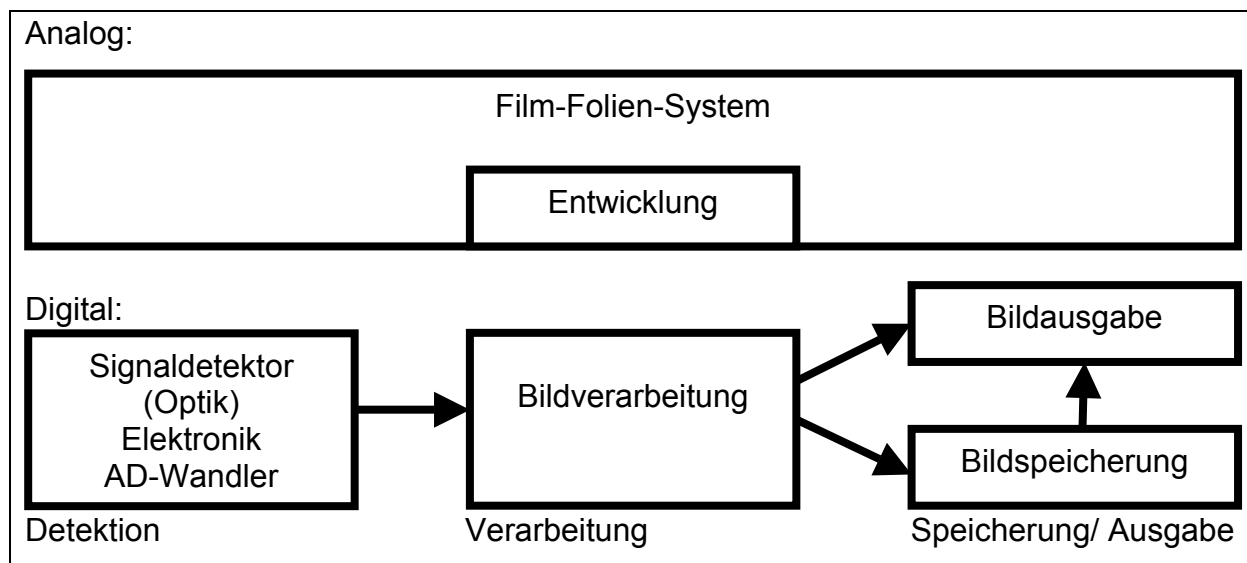 Analog:
Film-Folien-System
Entwicklung
Digital:
Signaldetektor
(Optik)
Elektronik
AD-Wandler
Bildverarbeitung
Bildausgabe
Bildspeicherung
Detektion
Verarbeitung
Speicherung/ Ausgabe